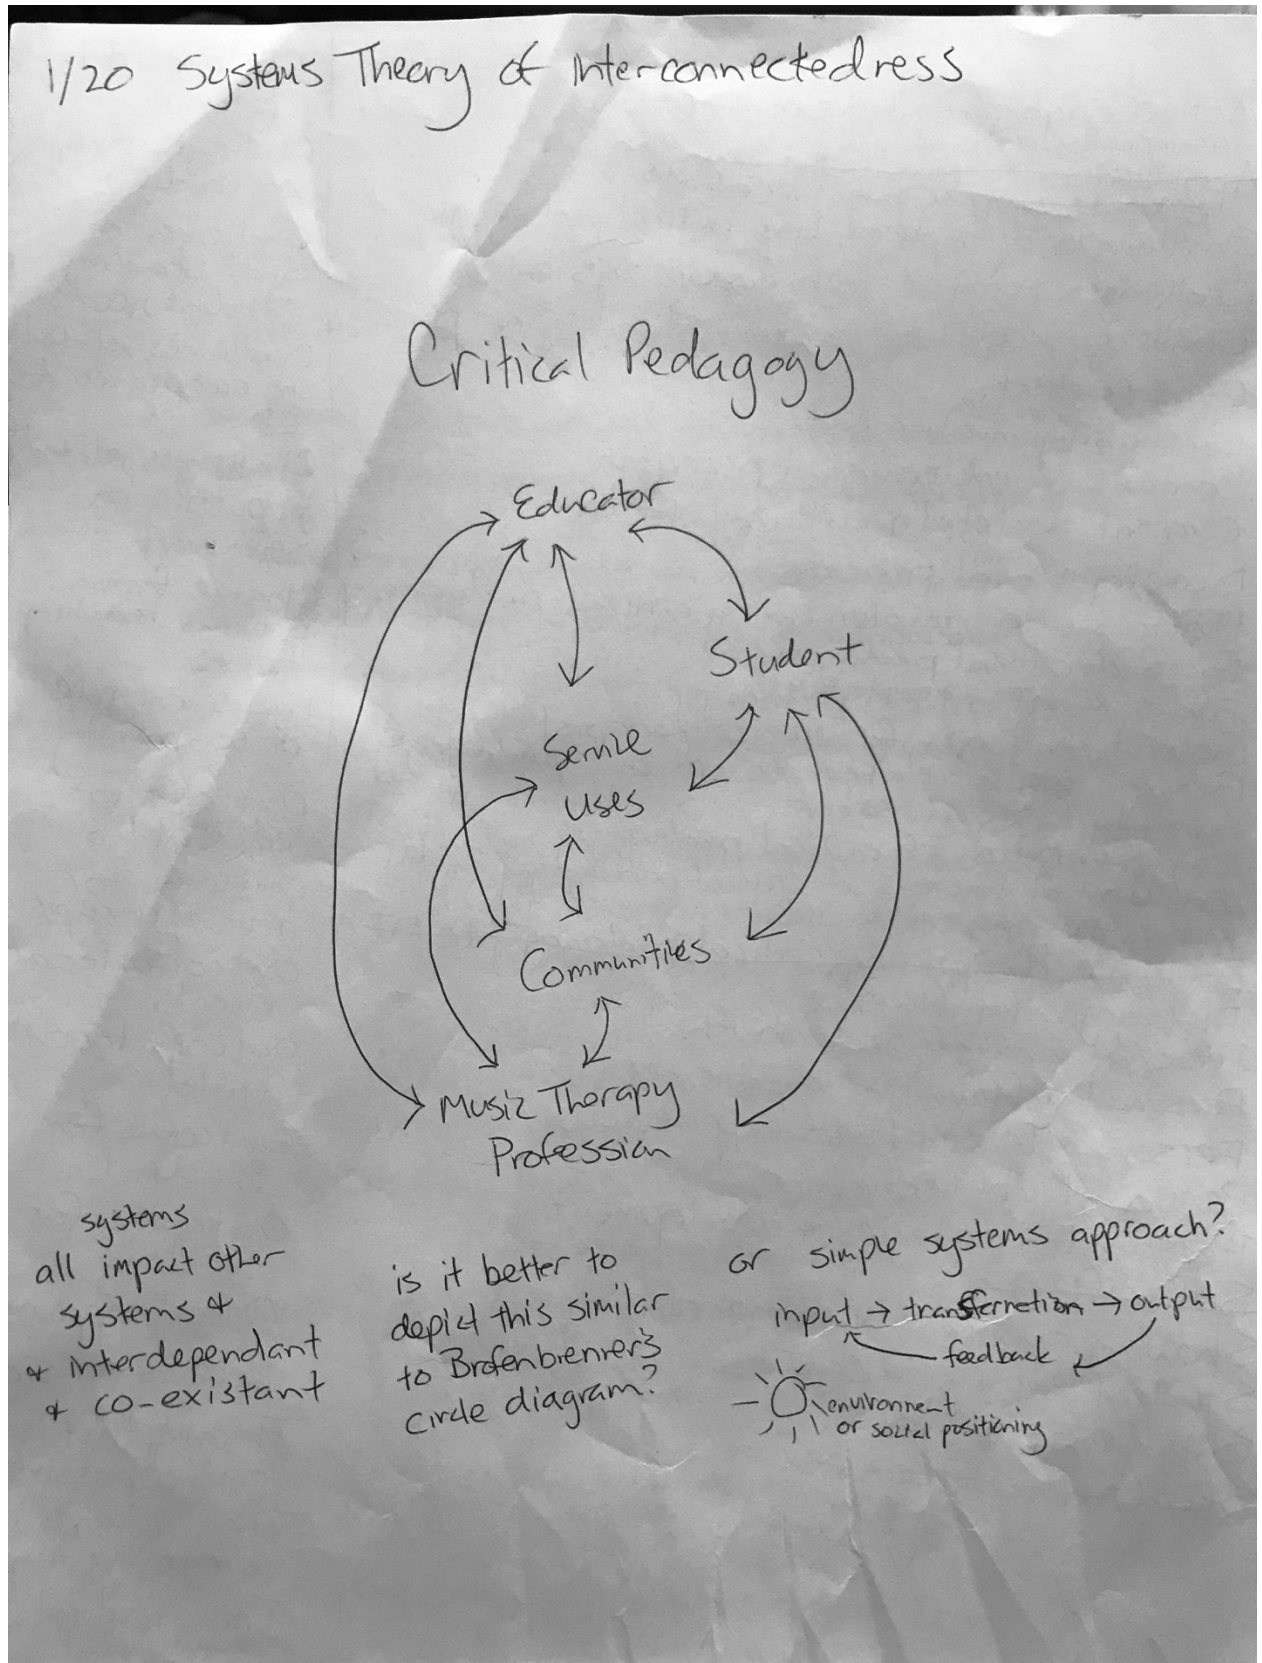 1/20 Systems Theory of Interconnectedness
Critical Pedagogy
Educator
Student
Service
uses
Communities
Music Therapy
Profession
systems
all impact other
systems &
& interdependant
& co-existant
is it better to
depict this similar
to Brofenbrenner's
circle diagram?
or simple systems approach?
input → transformation → output
feedback
environment
or social positioning